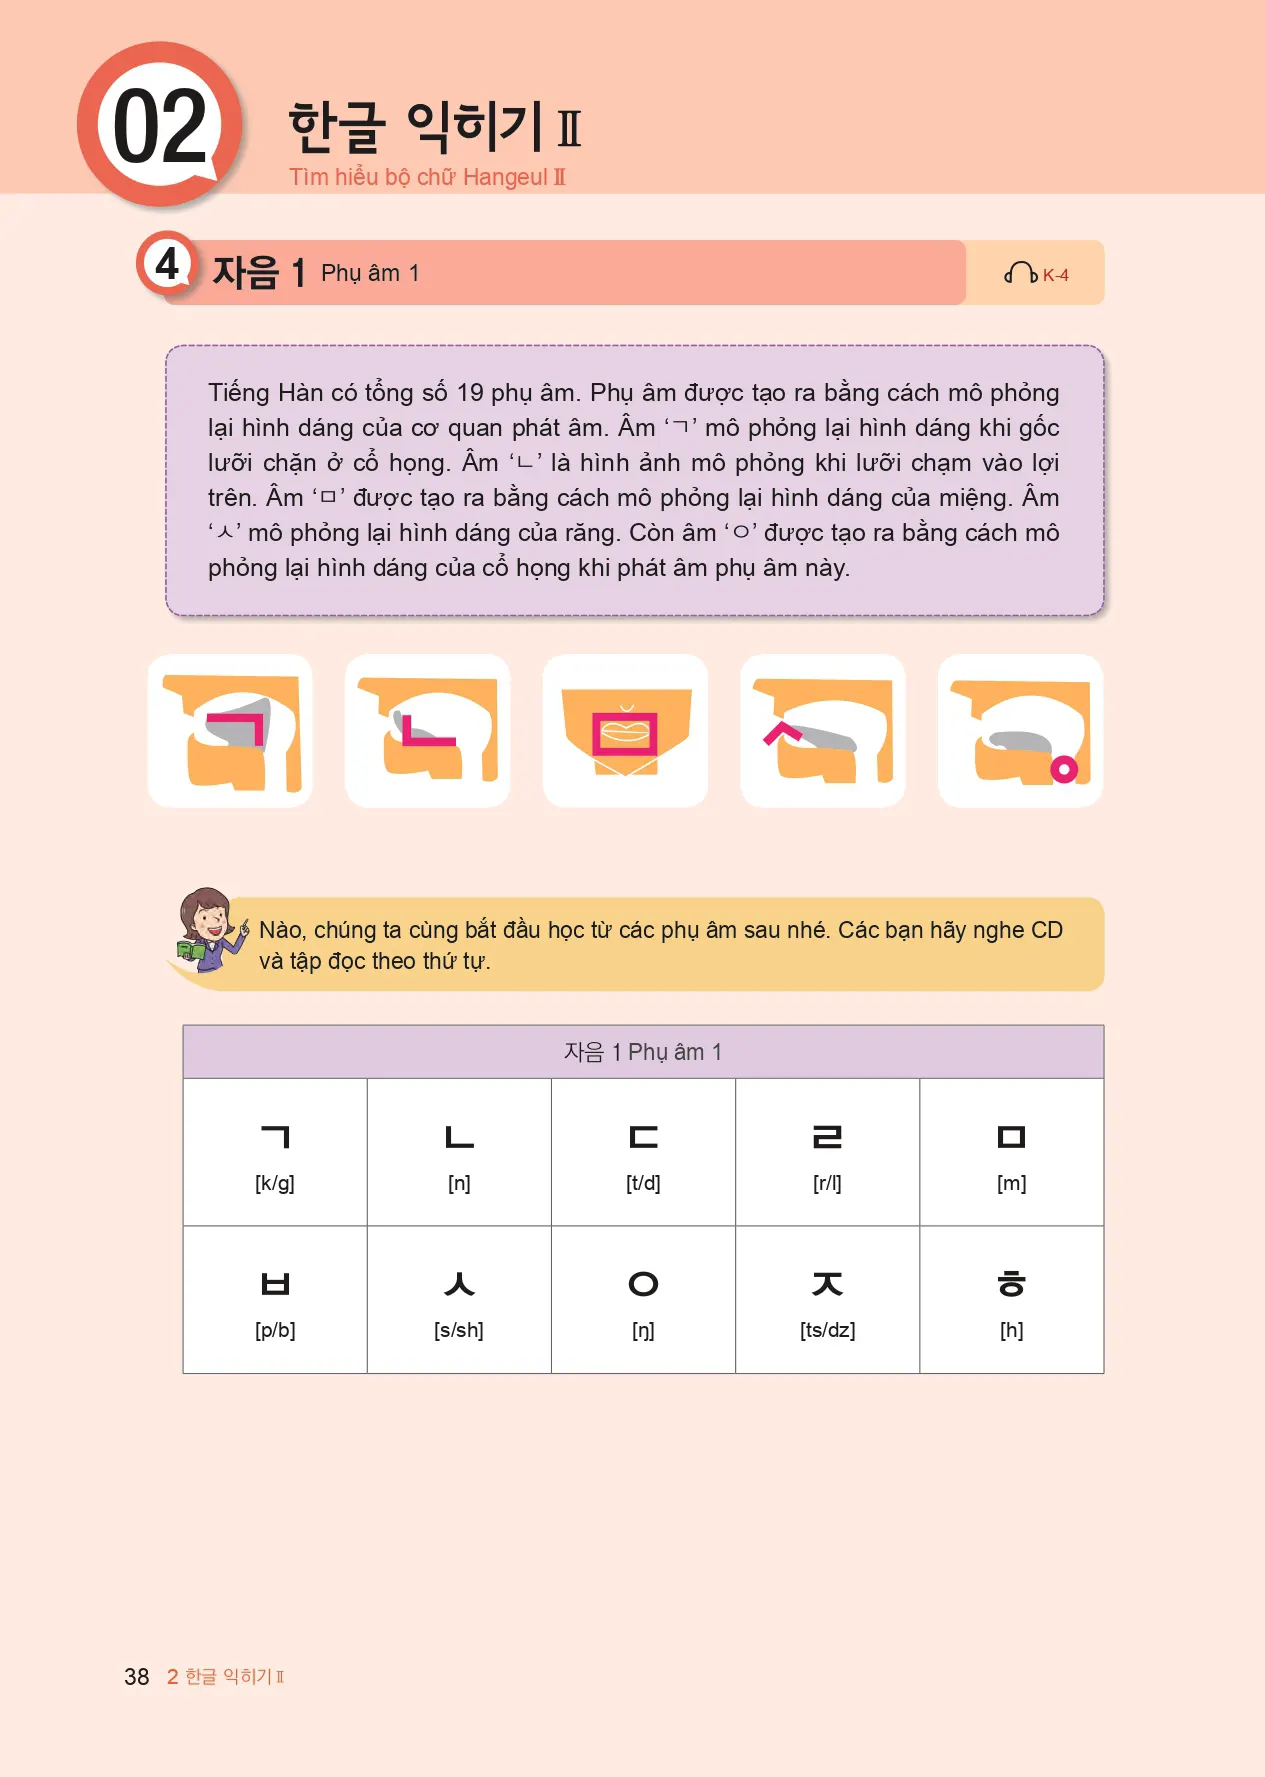 02
한글 익히기 Ⅱ
Tìm hiểu bộ chữ Hangeul Ⅱ
4 자음 1 Phụ âm 1
K-4
Tiếng Hàn có tổng số 19 phụ âm. Phụ âm được tạo ra bằng cách mô phỏng
lại hình dáng của cơ quan phát âm. Âm ‘ㄱ’ mô phỏng lại hình dáng khi gốc
lưỡi chặn ở cổ họng. Âm ‘ㄴ’ là hình ảnh mô phỏng khi lưỡi chạm vào lợi
trên. Âm ‘ㅁ’ được tạo ra bằng cách mô phỏng lại hình dáng của miệng. Âm
‘ㅅ’ mô phỏng lại hình dáng của răng. Còn âm ‘ㅇ’ được tạo ra bằng cách mô
phỏng lại hình dáng của cổ họng khi phát âm phụ âm này.
ㄱ ㄴ ㅁ ㅅ ㅇ
Nào, chúng ta cùng bắt đầu học từ các phụ âm sau nhé. Các bạn hãy nghe CD
và tập đọc theo thứ tự.
자음 1 Phụ âm 1
ㄱ ㄴ ㄷ ㄹ ㅁ
[k/g] [n] [t/d] [r/l] [m]
ㅂ ㅅ ㅇ ㅈ ㅎ
[p/b] [s/sh] [ŋ] [ts/dz] [h]
38 2 한글 익히기 Ⅱ